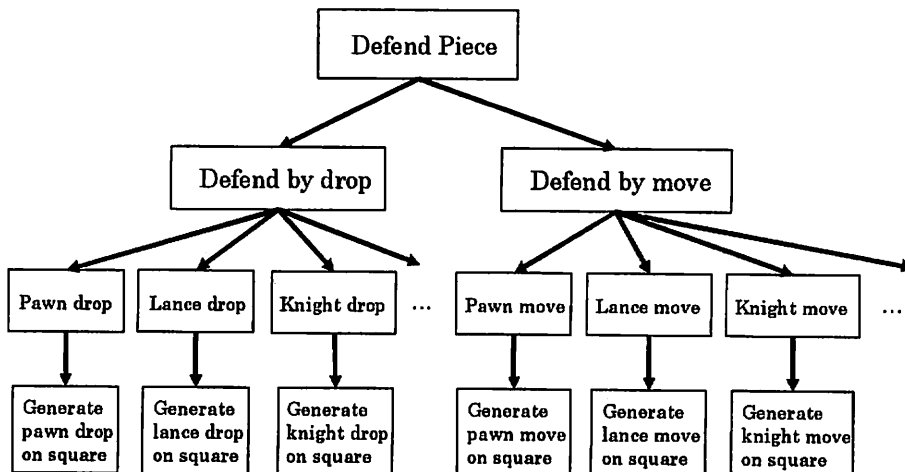 Defend Piece
Defend by drop
Defend by move
Pawn drop
Lance drop
Knight drop
...
Pawn move
Lance move
Knight move
...
Generate
pawn drop
on square
Generate
lance drop
on square
Generate
knight drop
on square
Generate
pawn move
on square
Generate
lance move
on square
Generate
knight move
on square